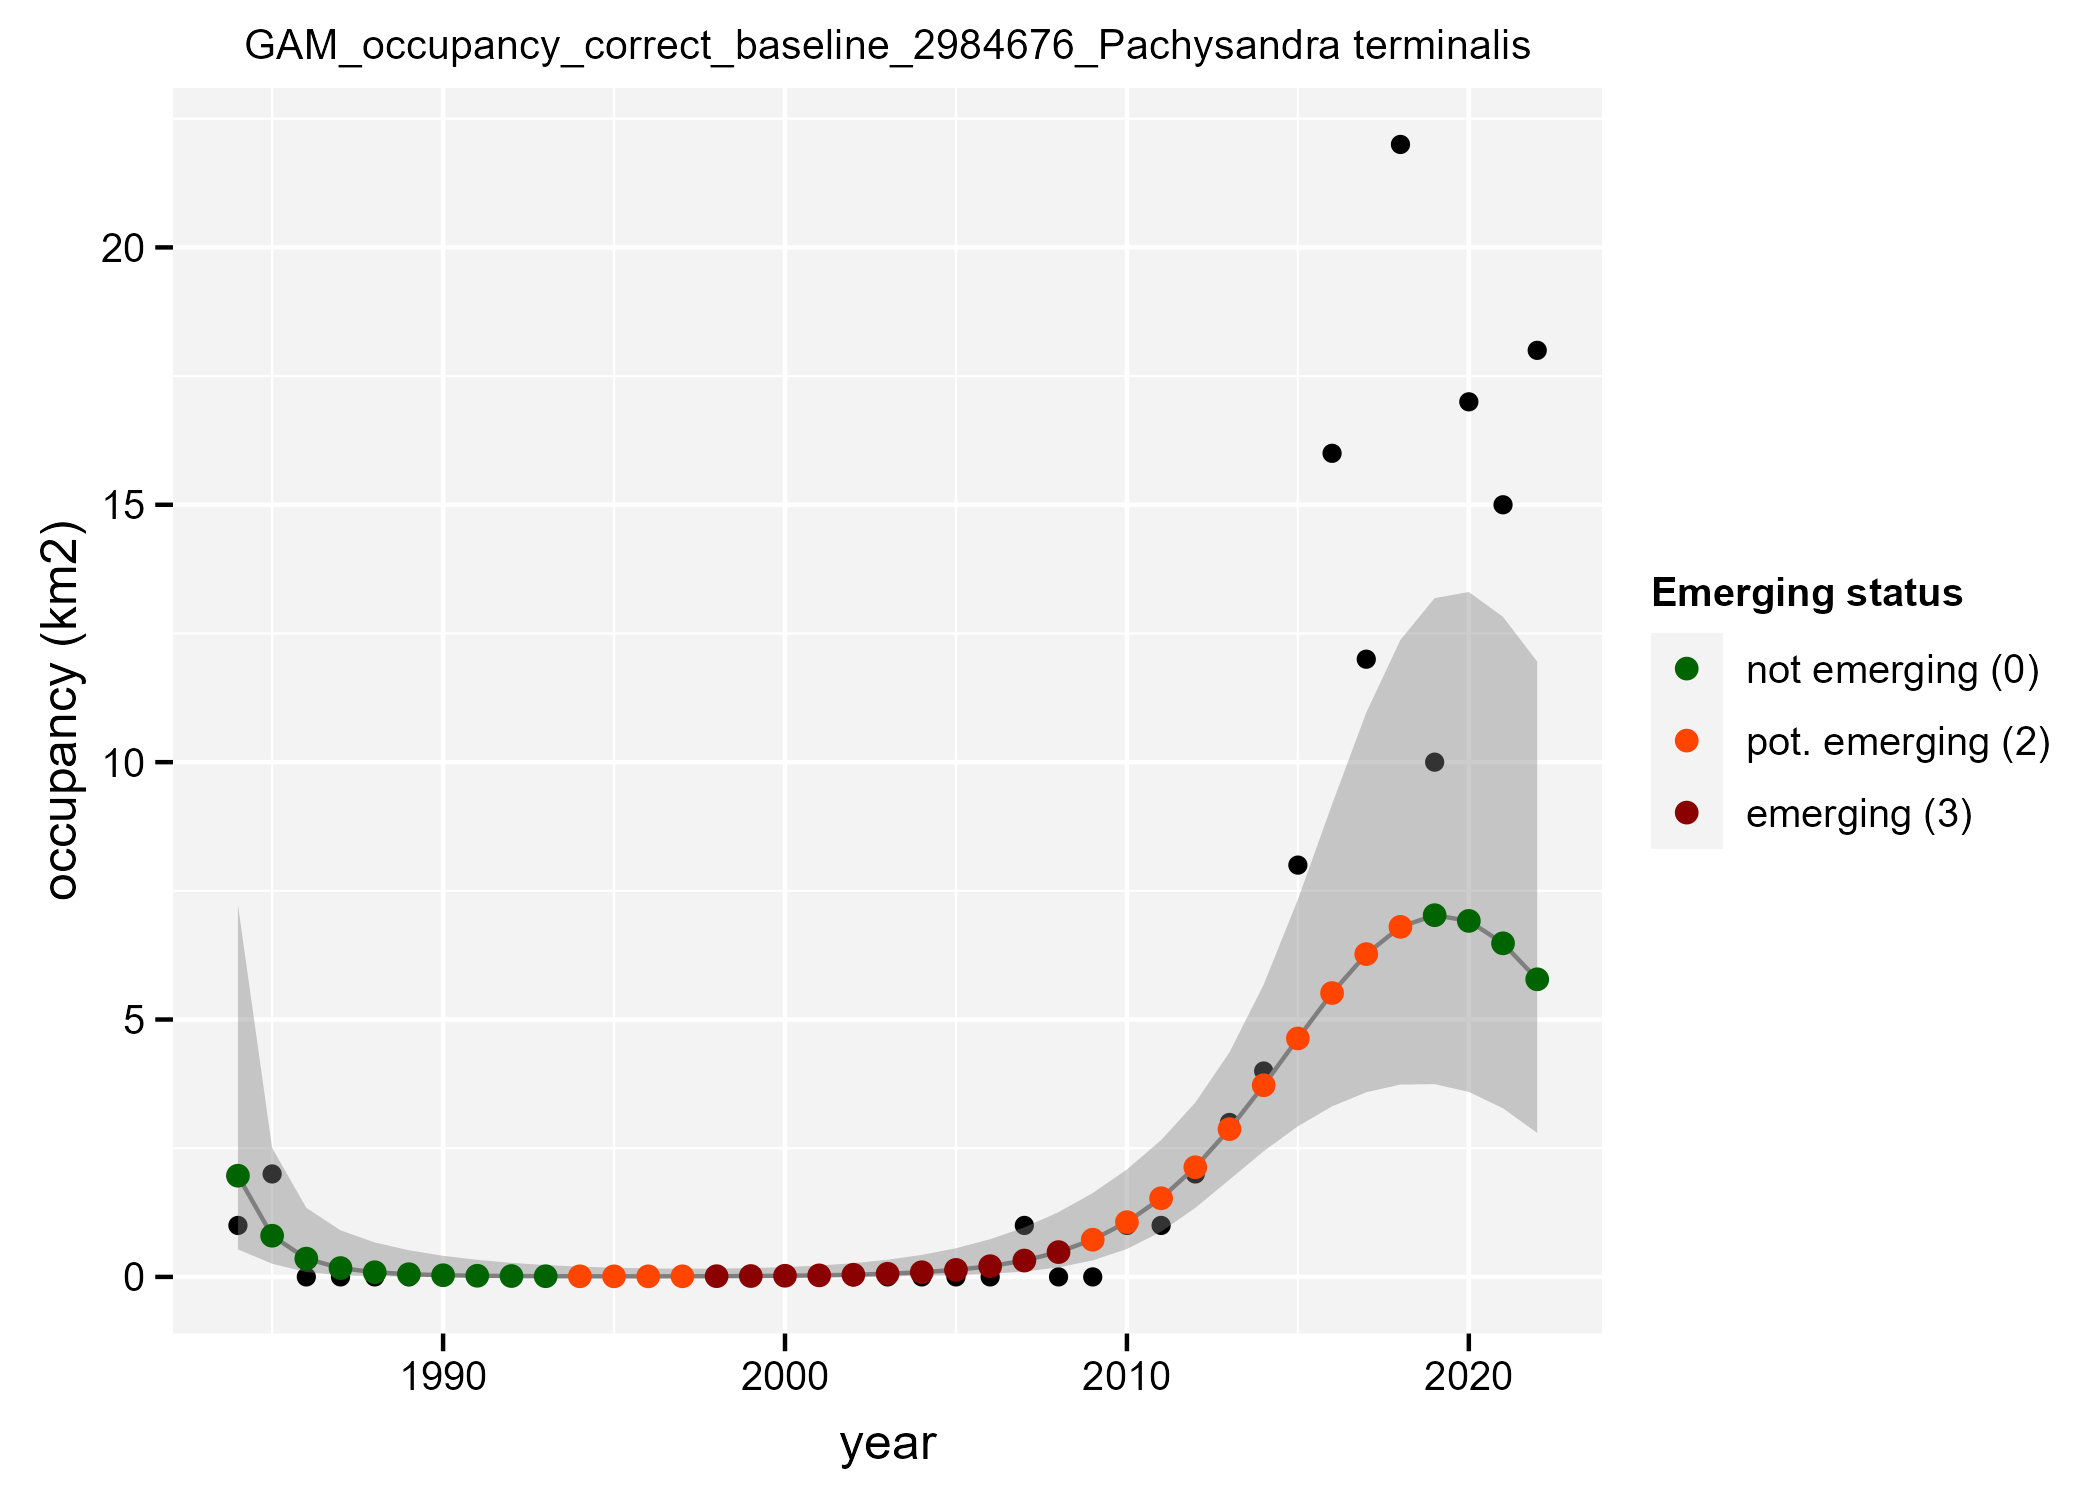 GAM_occupancy_correct_baseline_2984676_Pachysandra terminalis
occupancy (km2)
20
15
10
5
0
1990 2000 2010 2020
year
Emerging status
not emerging (0)
pot. emerging (2)
emerging (3)